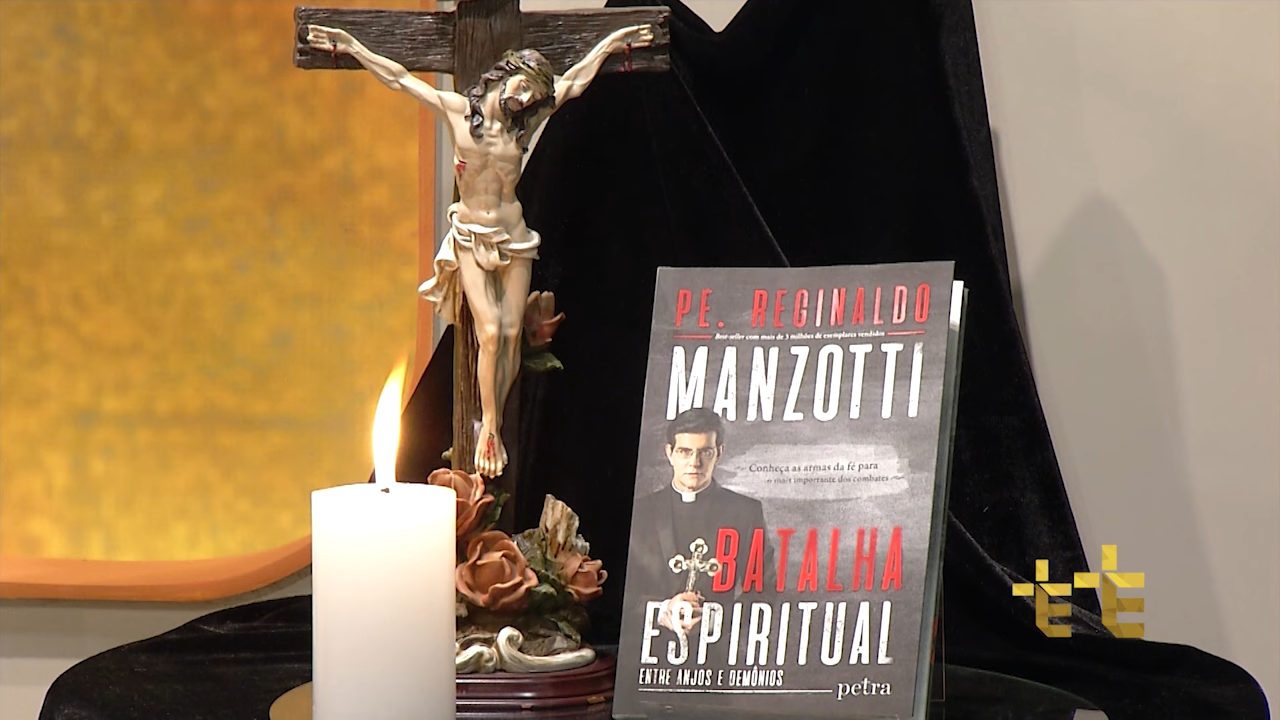 PE. REGINALDO
Best-seller com mais de 3 milhões de exemplares vendidos
MANZOTTI
Conheça as armas da fé para
o mais importante dos combates
BATALHA
ESPIRITUAL
ENTRE ANJOS E DEMÔNIOS
petra